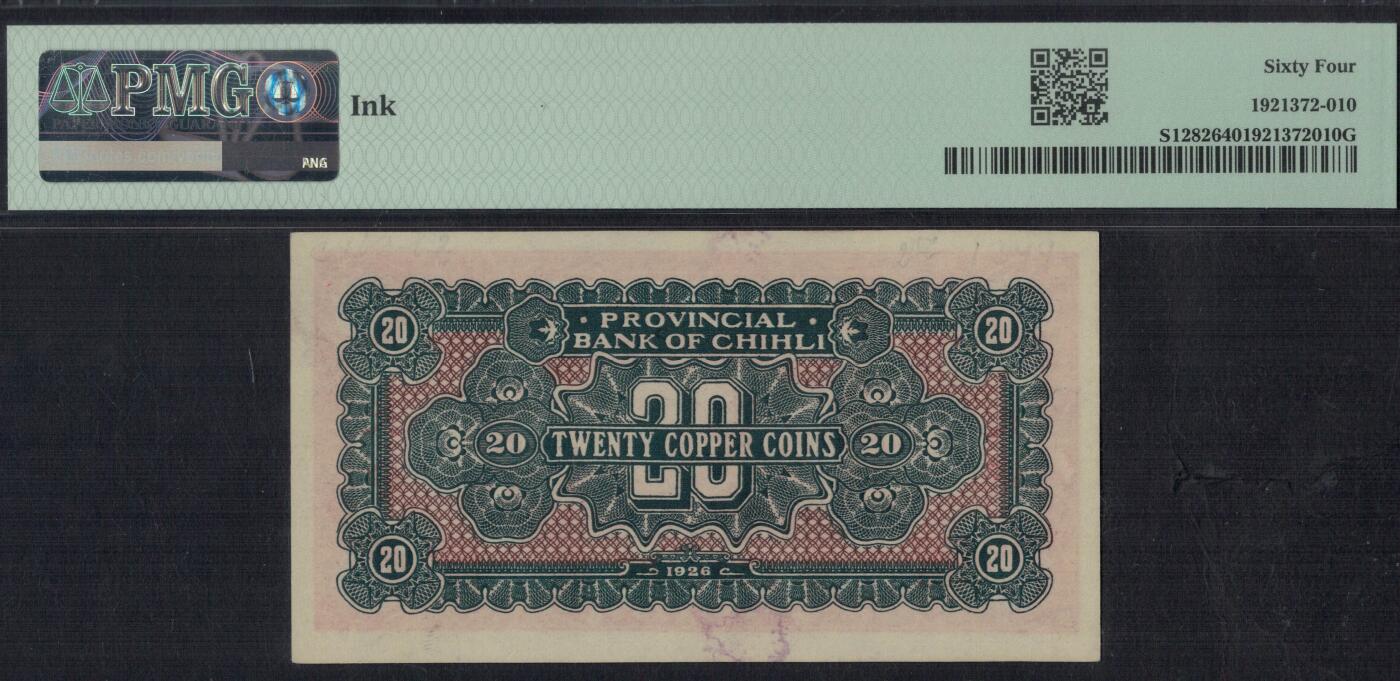 PMG
PNG
Ink
Sixty Four
1921372-010
S12826401921372010G
· PROVINCIAL ·
BANK OF CHIHLI
20
20
20
20
TWENTY COPPER COINS
20
20
20
1926